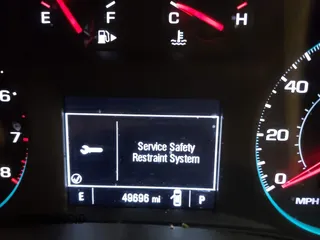 E F C H
40
20
0
MPH
6
7
8
Service Safety
Restraint System
E 49696 mi P